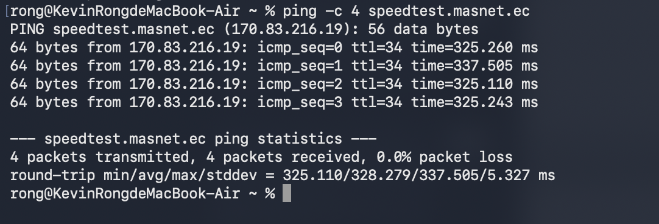 [rong@KevinRongdeMacBook-Air ~ % ping -c 4 speedtest.masnet.ec
PING speedtest.masnet.ec (170.83.216.19): 56 data bytes
64 bytes from 170.83.216.19: icmp_seq=0 ttl=34 time=325.260 ms
64 bytes from 170.83.216.19: icmp_seq=1 ttl=34 time=337.505 ms
64 bytes from 170.83.216.19: icmp_seq=2 ttl=34 time=325.110 ms
64 bytes from 170.83.216.19: icmp_seq=3 ttl=34 time=325.243 ms
--- speedtest.masnet.ec ping statistics ---
4 packets transmitted, 4 packets received, 0.0% packet loss
round-trip min/avg/max/stddev = 325.110/328.279/337.505/5.327 ms
rong@KevinRongdeMacBook-Air ~ %